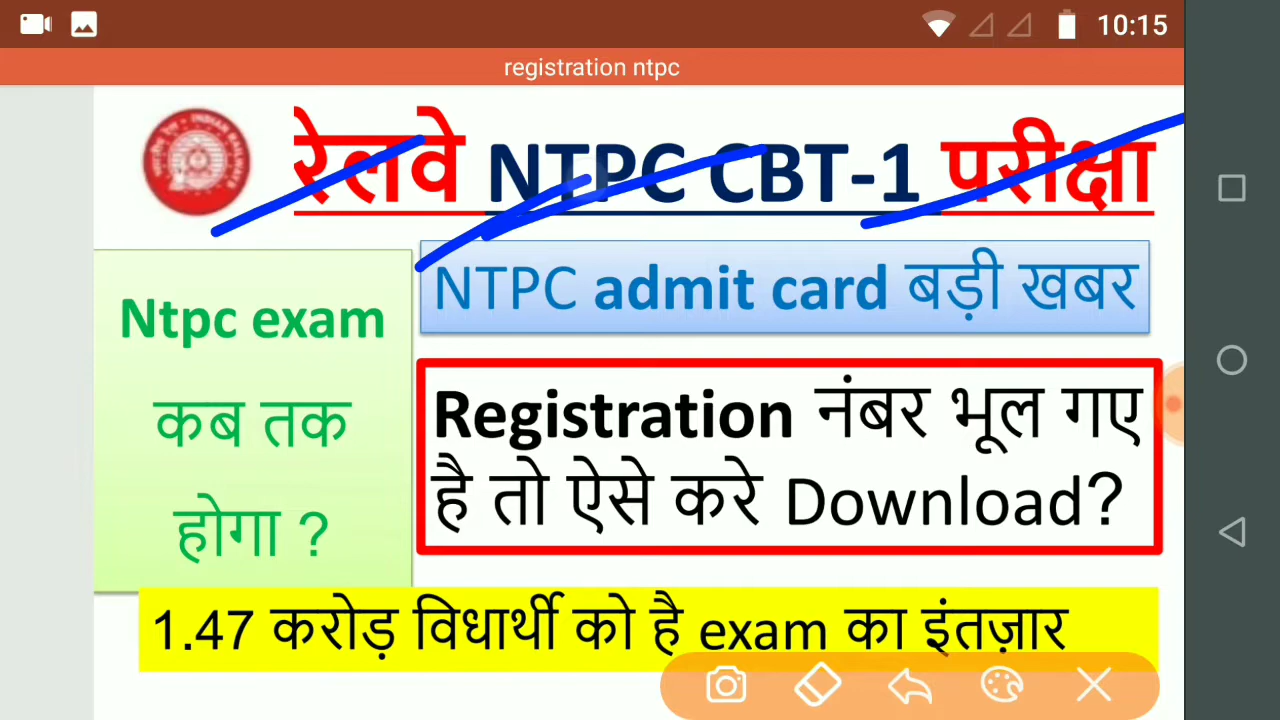 10:15
registration ntpc
रेलवे NTPC CBT-1 परीक्षा
NTPC admit card बड़ी खबर
Ntpc exam
कब तक
होगा ?
Registration नंबर भूल गए
है तो ऐसे करे Download?
1.47 करोड़ विधार्थी को है exam का इंतज़ार